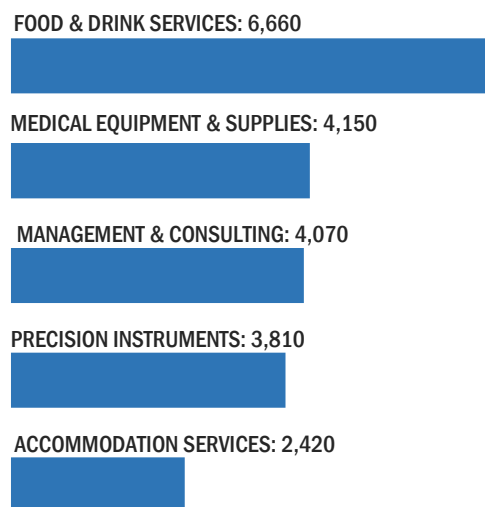 FOOD & DRINK SERVICES: 6,660
MEDICAL EQUIPMENT & SUPPLIES: 4,150
MANAGEMENT & CONSULTING: 4,070
PRECISION INSTRUMENTS: 3,810
ACCOMMODATION SERVICES: 2,420